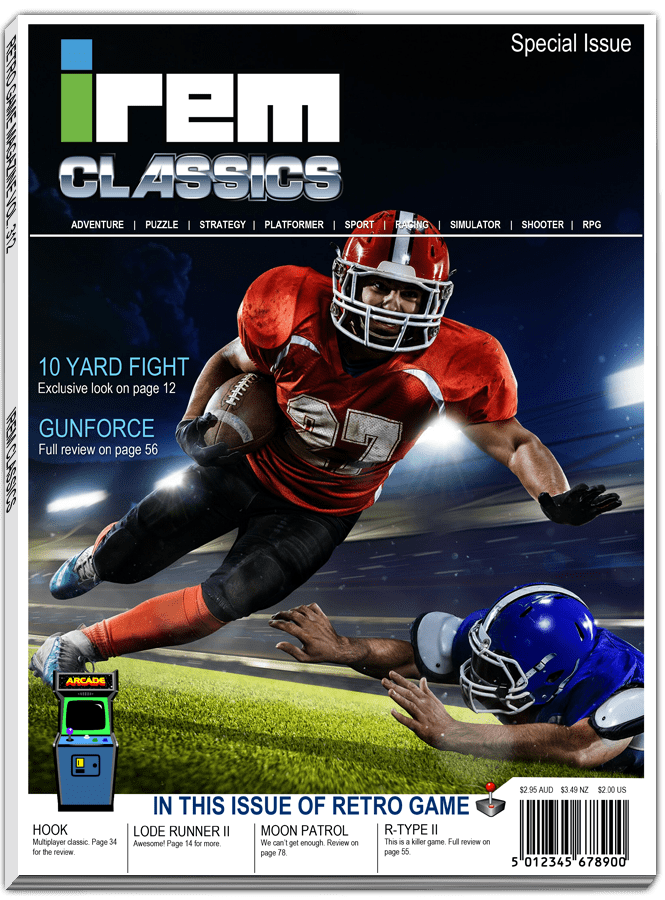 Special Issue
irem
CLASSICS
ADVENTURE | PUZZLE | STRATEGY | PLATFORMER | SPORT | RACING | SIMULATOR | SHOOTER | RPG
RETRO GAME MAGAZINE
IREM CLASSICS
10 YARD FIGHT
Exclusive look on page 12
GUNFORCE
Full review on page 56
27
ARCADE
IN THIS ISSUE OF RETRO GAME
$2.95 AUD $3.49 NZ $2.00 US
HOOK
Multiplayer classic. Page 34
for the review.
LODE RUNNER II
Awesome! Page 14 for more.
MOON PATROL
We can't get enough. Review on
page 78.
R-TYPE II
This is a killer game. Full review on
page 55.
5 012345 678900